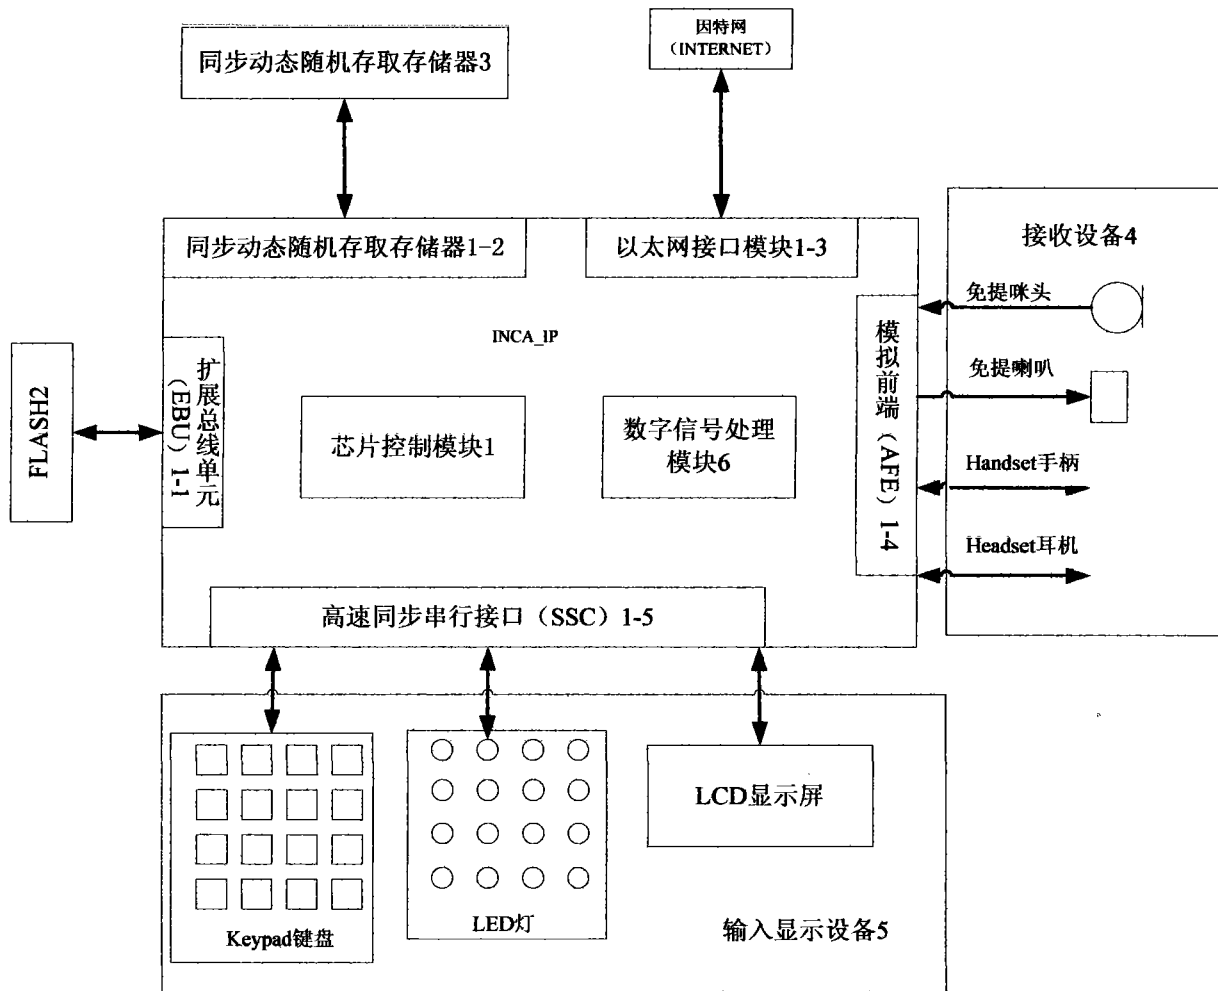 因特网
(INTERNET)
同步动态随机存取存储器3
同步动态随机存取存储器1-2
以太网接口模块1-3
接收设备4
免提咪头
INCA_IP
模拟前端(AFE)1-4
扩展总线单元
(EBU)1-1
FLASH2
免提喇叭
芯片控制模块1
数字信号处理
模块6
Handset手柄
Headset耳机
高速同步串行接口(SSC)1-5
LCD显示屏
LED灯
Keypad键盘
输入显示设备5